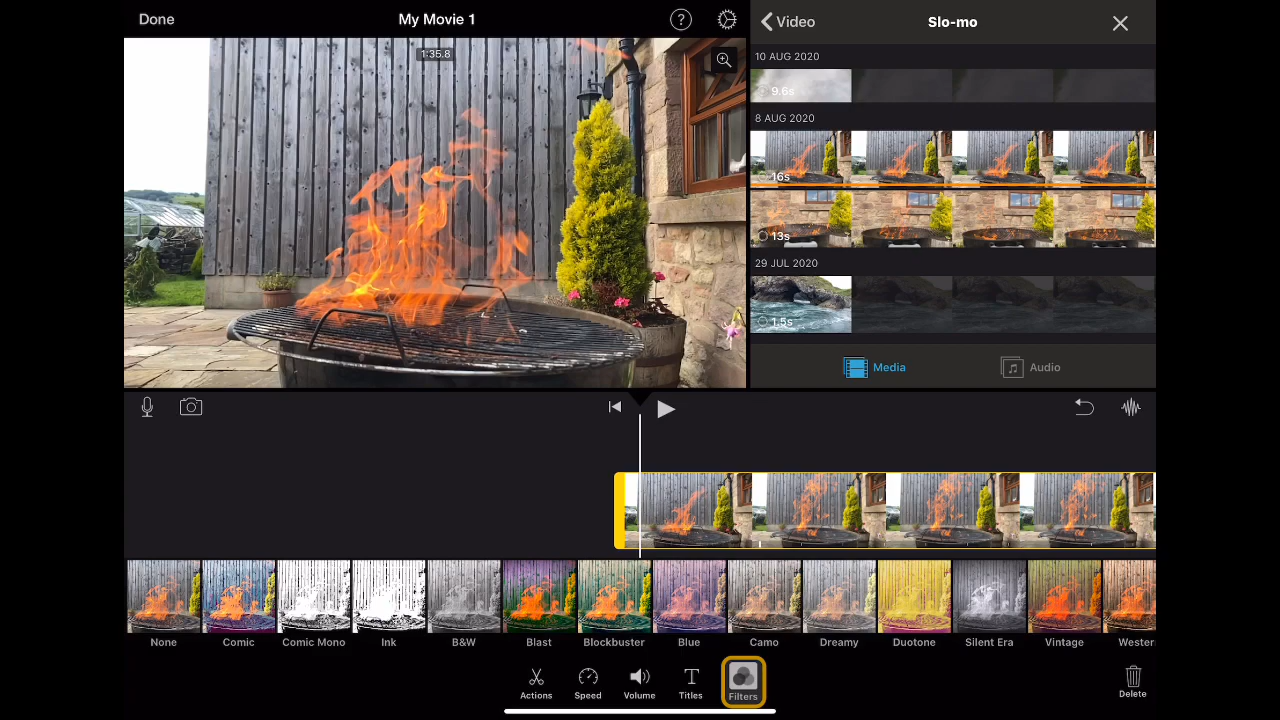 Done
My Movie 1
?
Video
Slo-mo
1:35.8
10 AUG 2020
9.6s
8 AUG 2020
16s
13s
29 JUL 2020
1.5s
Media
Audio
None
Comic
Comic Mono
Ink
B&W
Blast
Blockbuster
Blue
Camo
Dreamy
Duotone
Silent Era
Vintage
Western
Actions
Speed
Volume
T
Titles
Filters
Delete